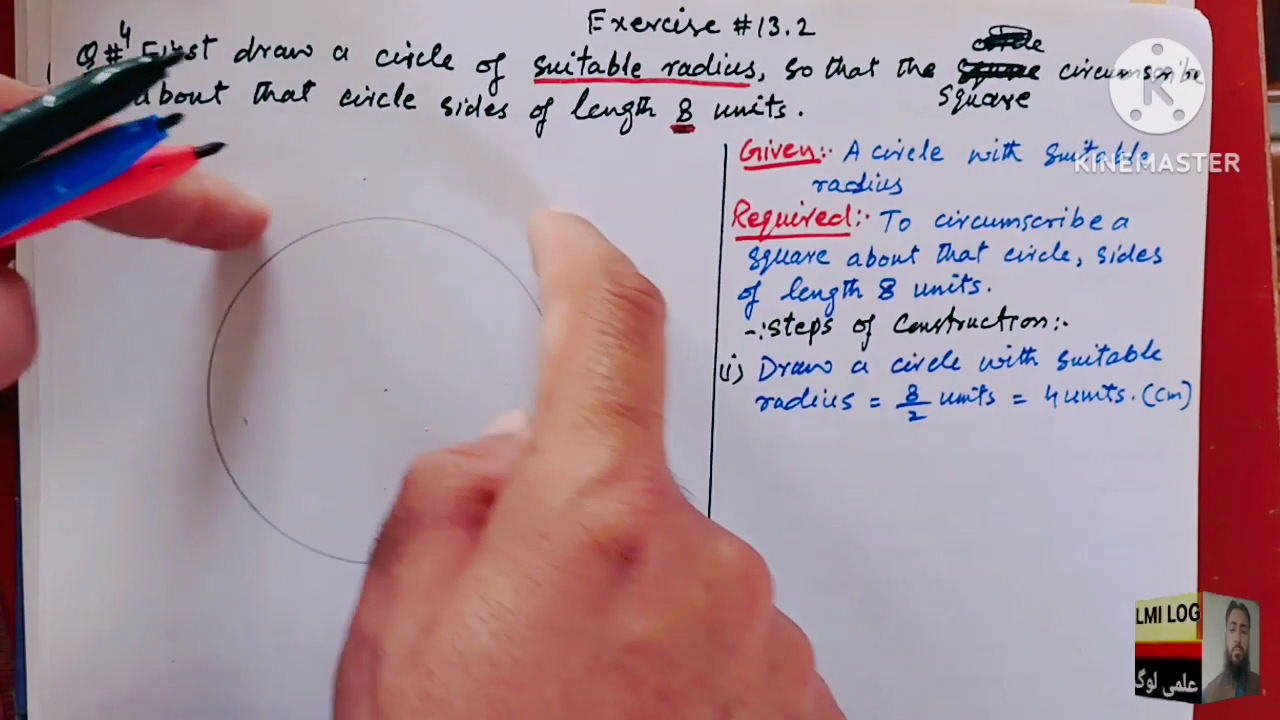 Exercise #13.2
Q#4 First draw a circle of suitable radius, so that the circumscribe
square
about that circle sides of length 8 units.
Given:- A circle with suitable
radius
Required:- To circumscribe a
square about that circle, sides
of length 8 units.
-:steps of construction:-
(i) Draw a circle with suitable
radius = 8/2 units = 4 units. (cm)
K
KINEMASTER
LMI LOG
علمی لوگ